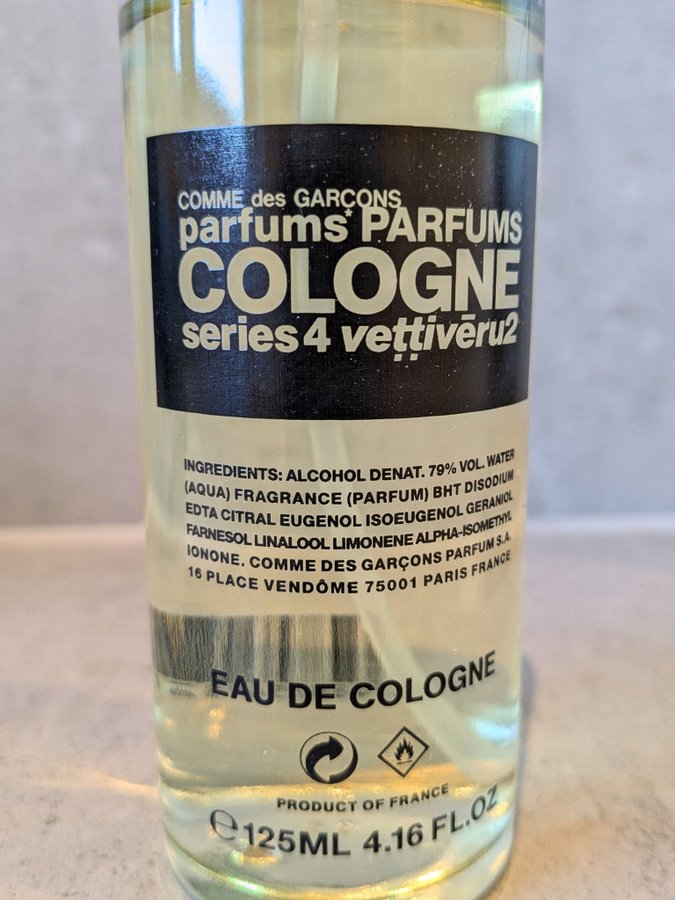 COMME des GARÇONS
parfums* PARFUMS
COLOGNE
series 4 veṭṭivēru2
INGREDIENTS: ALCOHOL DENAT. 79% VOL. WATER
(AQUA) FRAGRANCE (PARFUM) BHT DISODIUM
EDTA CITRAL EUGENOL ISOEUGENOL GERANIOL
FARNESOL LINALOOL LIMONENE ALPHA-ISOMETHYL
IONONE. COMME DES GARÇONS PARFUM S.A.
16 PLACE VENDÔME 75001 PARIS FRANCE
EAU DE COLOGNE
PRODUCT OF FRANCE
℮125ML 4.16 FL.OZ